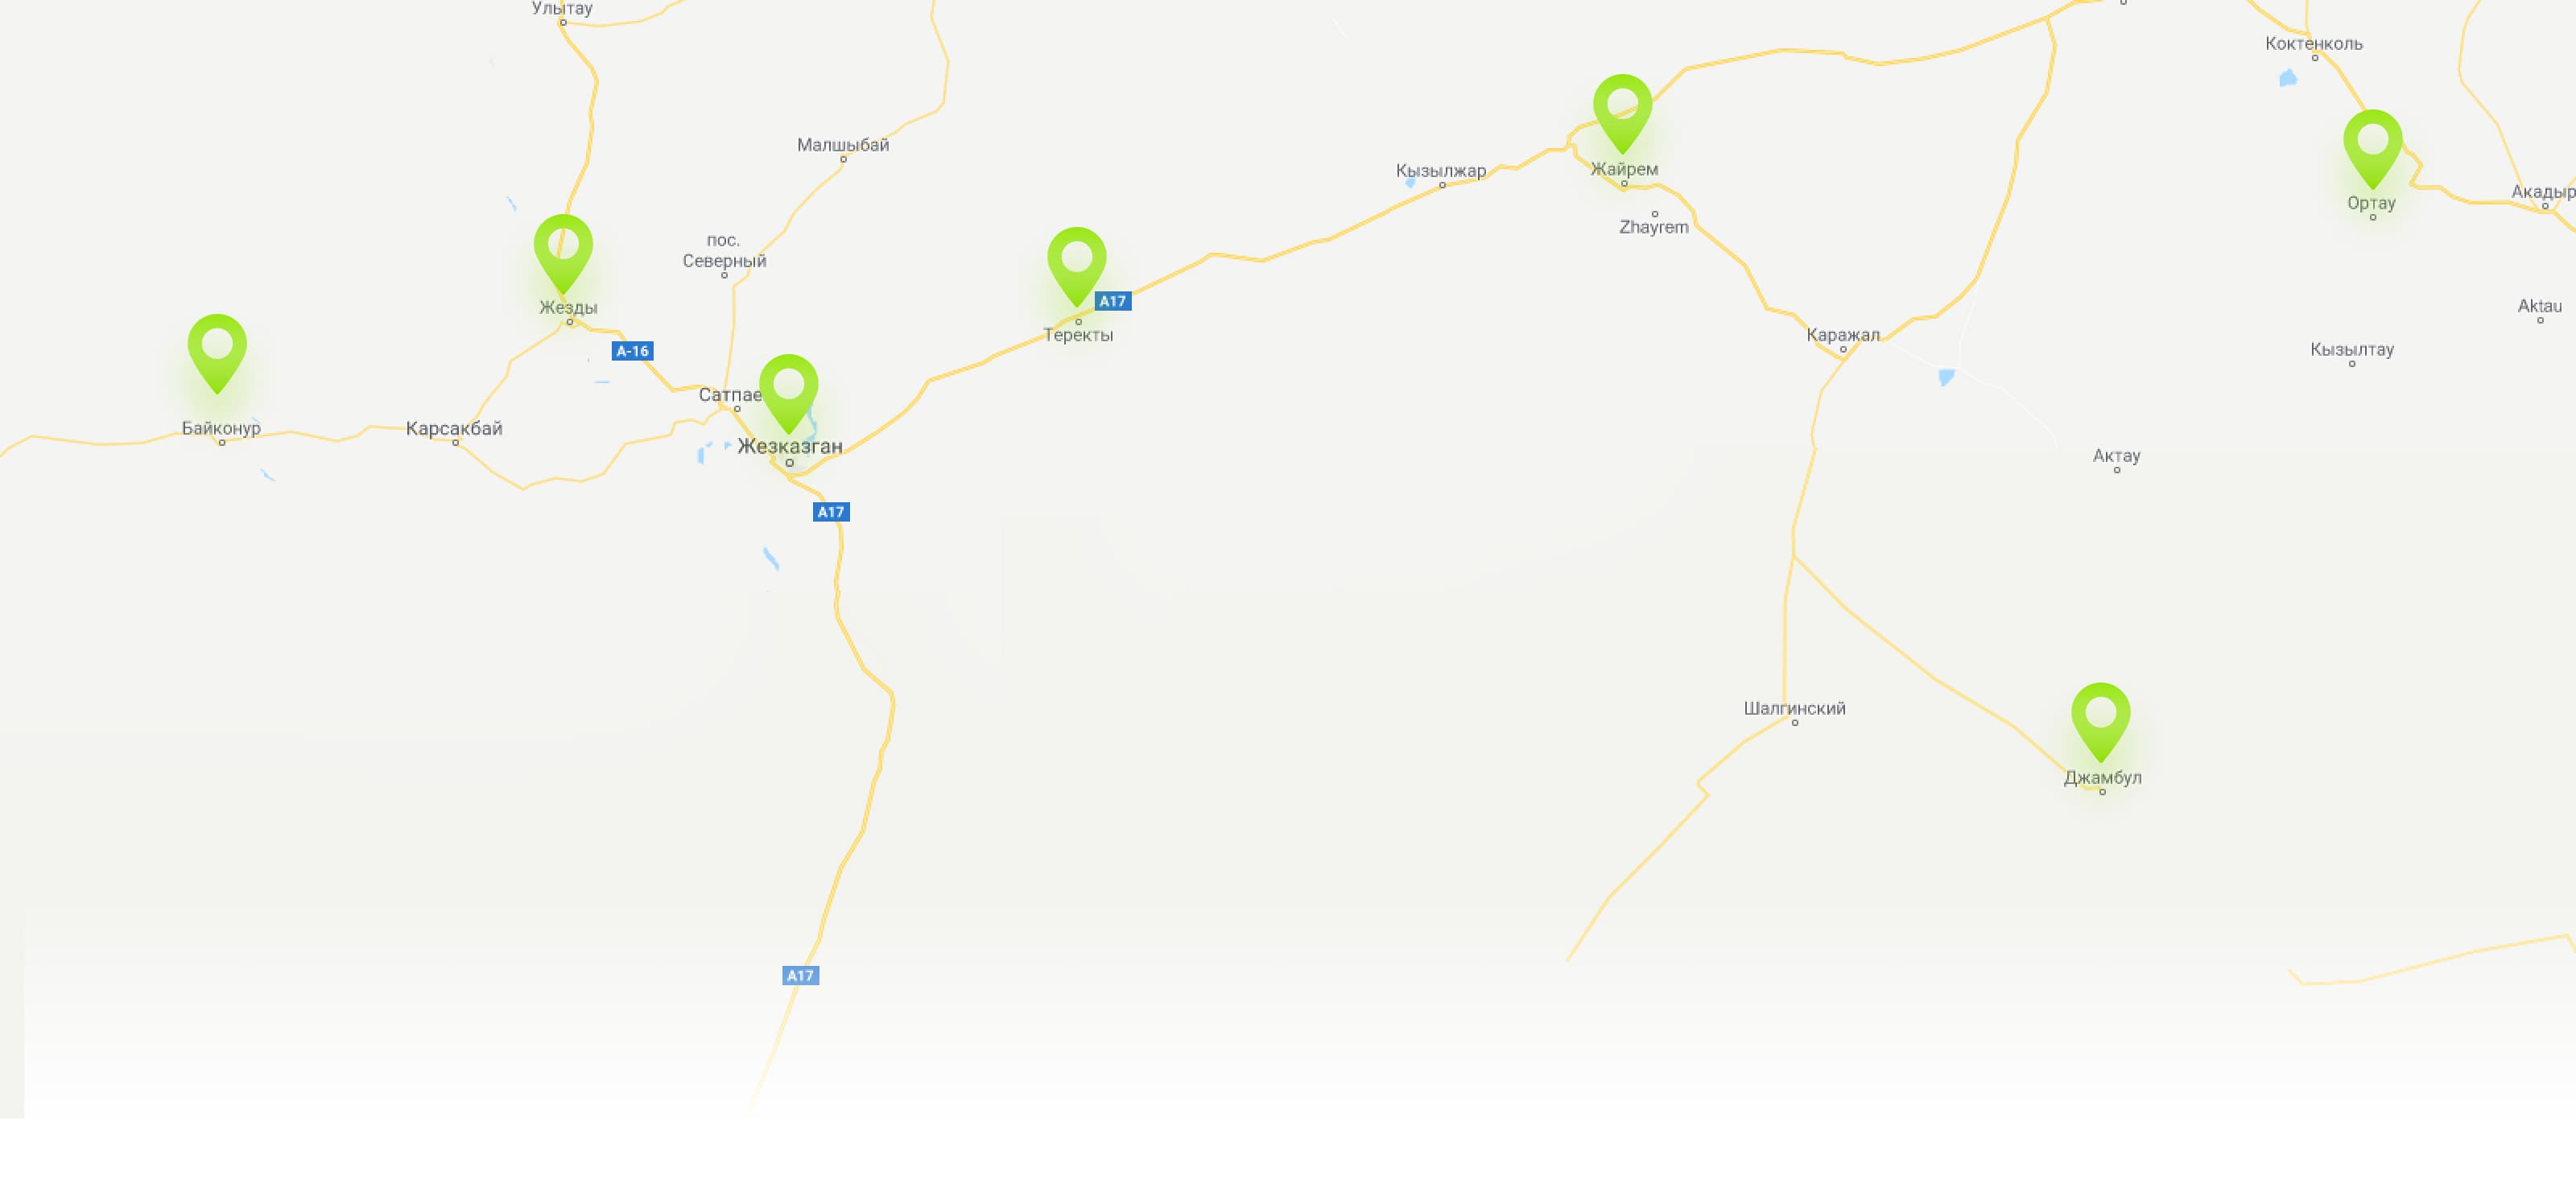 Улытау
Коктенколь
Малшыбай
Кызылжар
Жайрем
Акадыр
Ортау
Zhayrem
пос.
Северный
A17
Aktau
Жезды
Теректы
Каражал
A-16
Кызылтау
Сатпае
Байконур
Карсакбай
Жезказган
Актау
A17
Шалгинский
Джамбул
A17